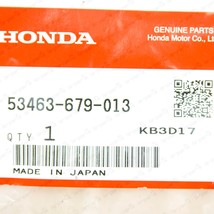 HONDA
GENUINE PARTS
Honda Motor Co., Ltd.
53463-679-013
QTY 1
KB3D17
MADE IN JAPAN